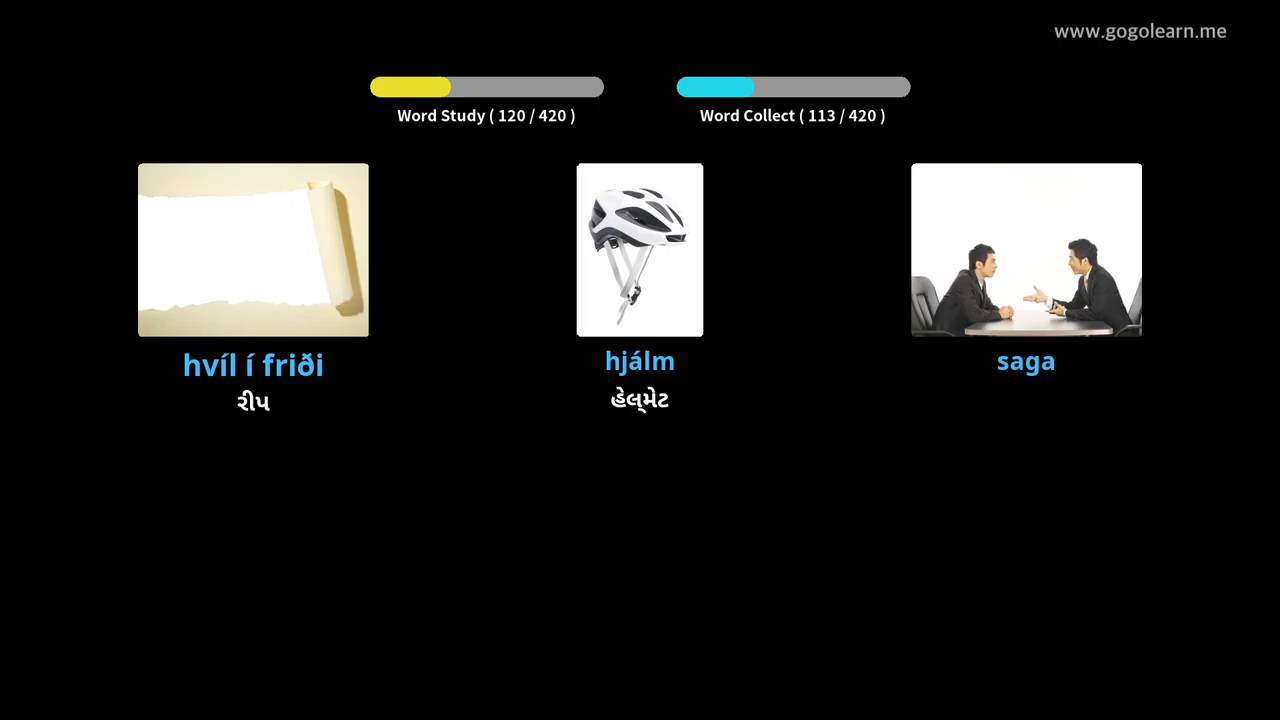 www.gogolearn.me
Word Study ( 120 / 420 )
Word Collect ( 113 / 420 )
hvíl í friði
hjálm
saga
રીપ
હેલ્‌મેટ